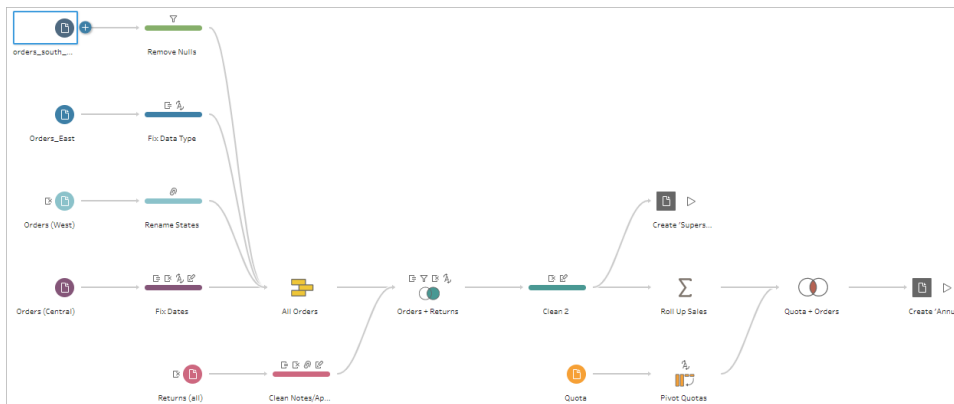 orders_south_...
Remove Nulls
Orders_East
Fix Data Type
Orders (West)
Rename States
Create 'Supers...
Orders (Central)
Fix Dates
All Orders
Orders + Returns
Clean 2
Roll Up Sales
Quota + Orders
Create 'Annu
Returns (all)
Clean Notes/Ap...
Quota
Pivot Quotas